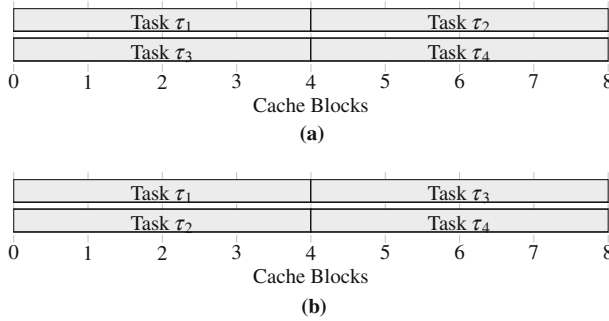 Task τ1 Task τ2
Task τ3 Task τ4
0 1 2 3 4 5 6 7 8
Cache Blocks
(a)
Task τ1 Task τ3
Task τ2 Task τ4
0 1 2 3 4 5 6 7 8
Cache Blocks
(b)